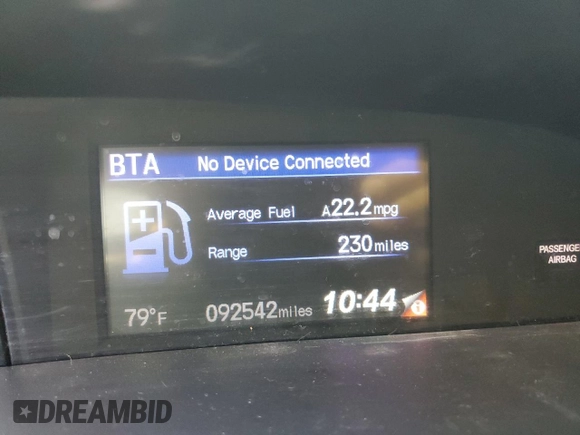 BTA No Device Connected
Average Fuel A22.2mpg
Range 230miles
PASSENGER
AIRBAG
79°F 092542miles 10:44 i
DREAMBID